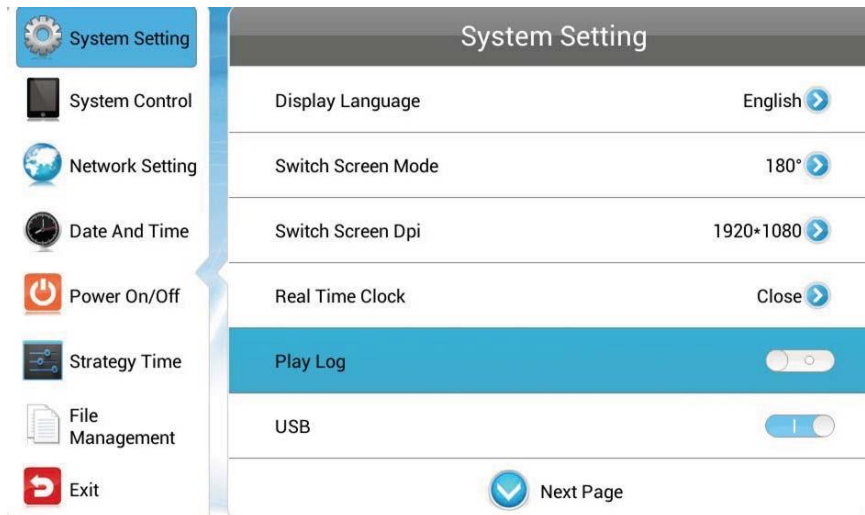 System Setting
System Control
Network Setting
Date And Time
Power On/Off
Strategy Time
File
Management
Exit
System Setting
Display Language English
Switch Screen Mode 180°
Switch Screen Dpi 1920*1080
Real Time Clock Close
Play Log
USB
Next Page